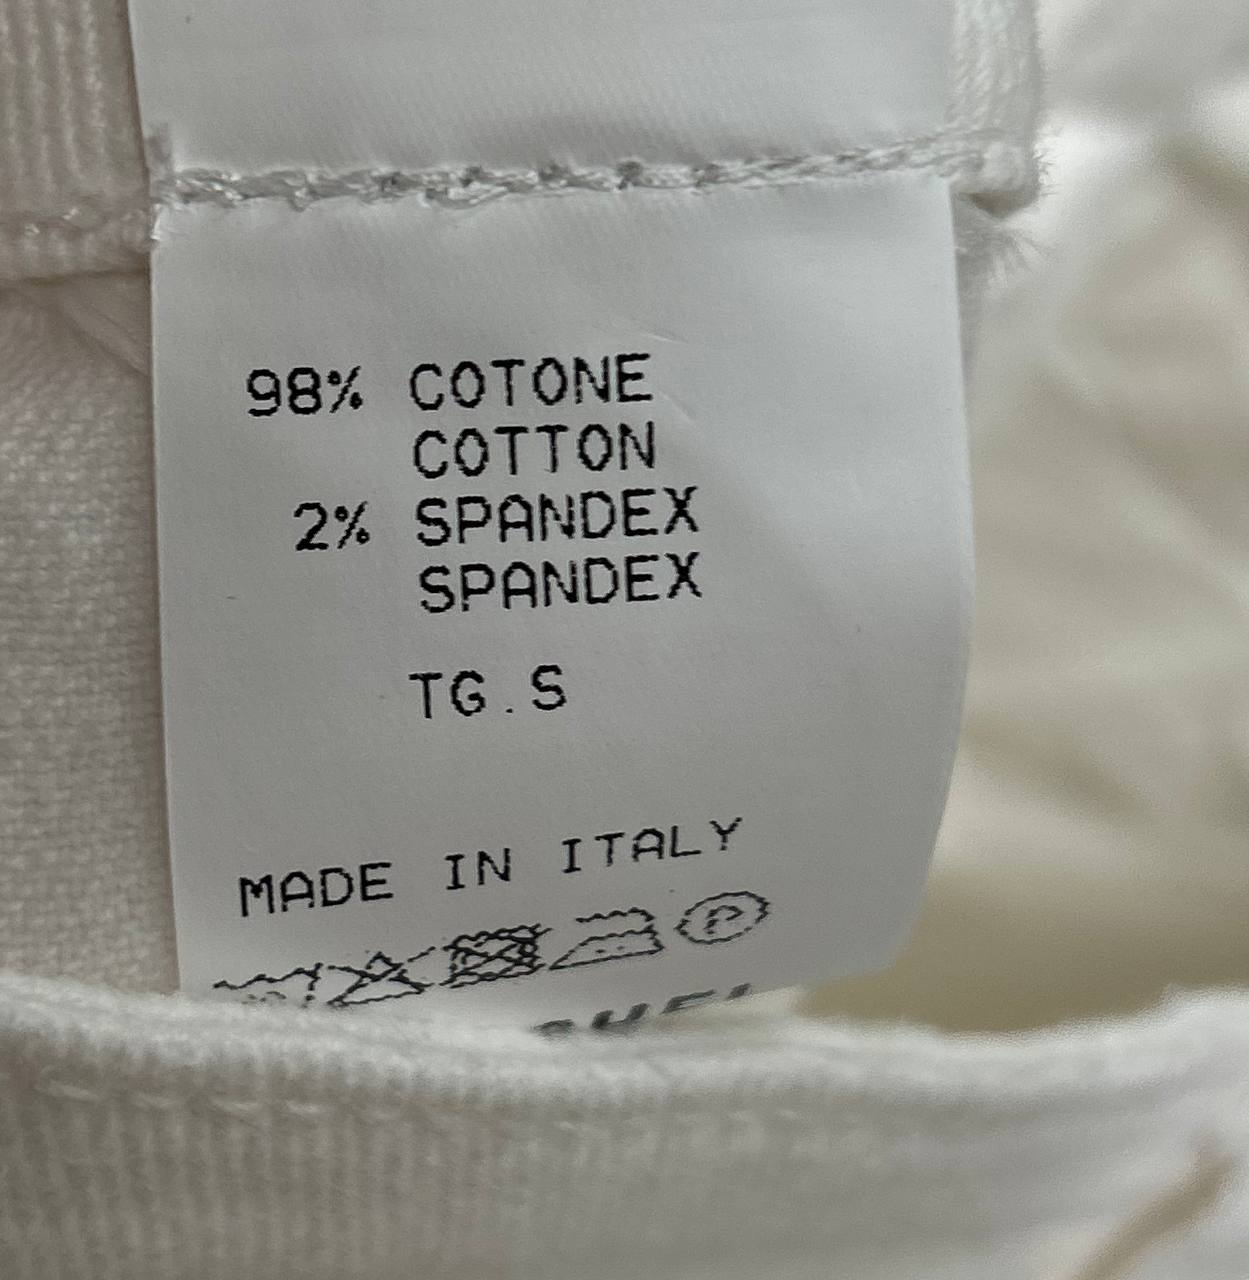 98% COTONE
COTTON
2% SPANDEX
SPANDEX
TG.S
MADE IN ITALY
P